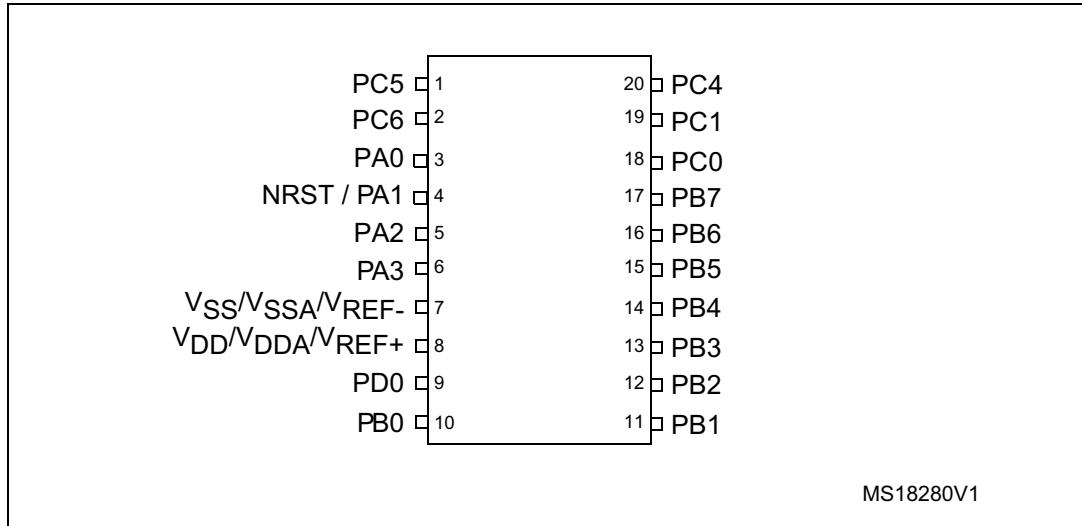 PC5 1 20 PC4
PC6 2 19 PC1
PA0 3 18 PC0
NRST / PA1 4 17 PB7
PA2 5 16 PB6
PA3 6 15 PB5
VSS/VSSA/VREF- 7 14 PB4
VDD/VDDA/VREF+ 8 13 PB3
PD0 9 12 PB2
PB0 10 11 PB1
MS18280V1